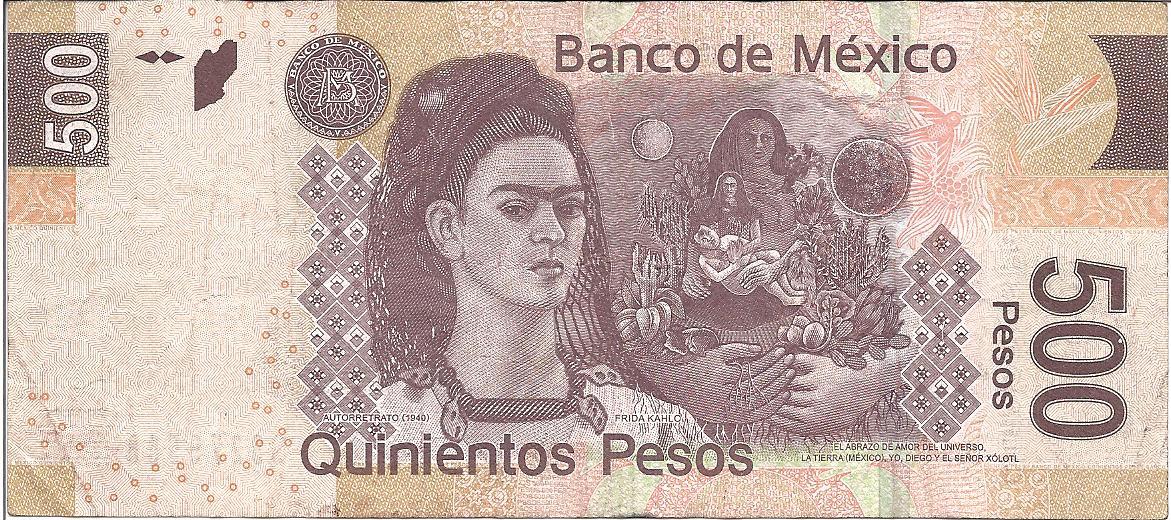 500
BANCO DE MÉXICO
Banco de México
500
Pesos
AUTORRETRATO (1940)
FRIDA KAHLO
Quinientos Pesos
EL ABRAZO DE AMOR DEL UNIVERSO,
LA TIERRA (MÉXICO), YO, DIEGO Y EL SEÑOR XÓLOTL